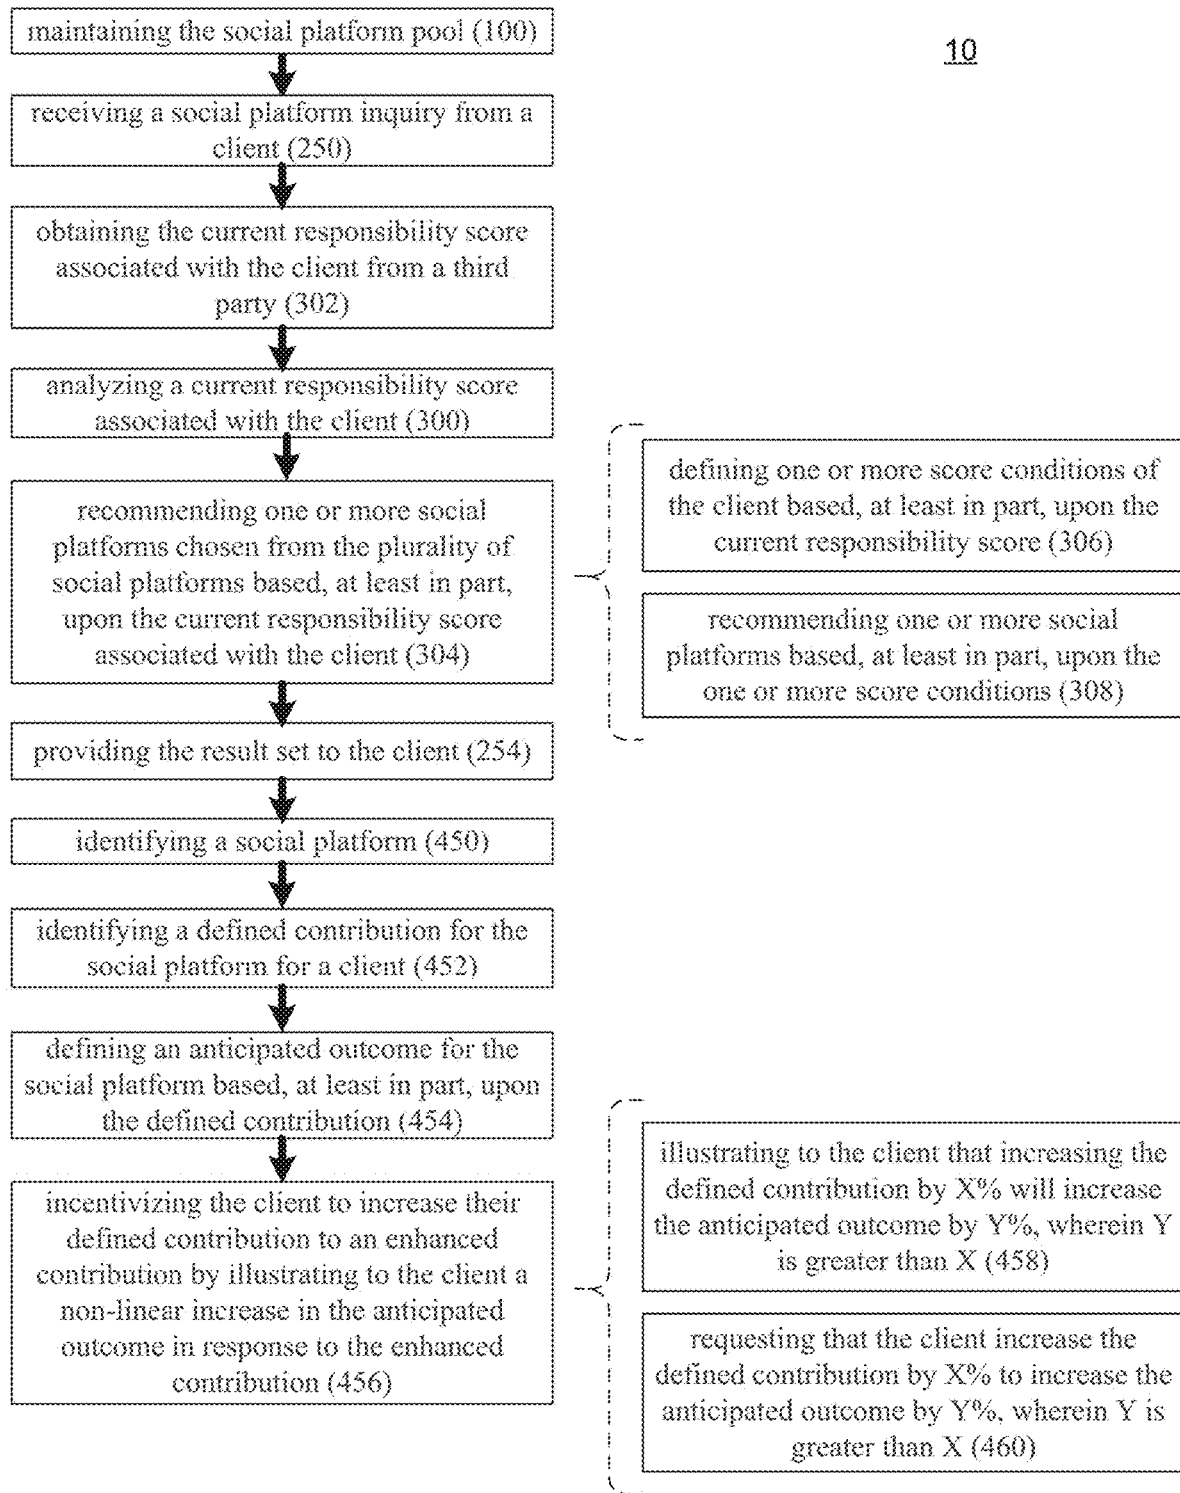 maintaining the social platform pool (100)
10
receiving a social platform inquiry from a
client (250)
obtaining the current responsibility score
associated with the client from a third
party (302)
analyzing a current responsibility score
associated with the client (300)
recommending one or more social
platforms chosen from the plurality of
social platforms based, at least in part,
upon the current responsibility score
associated with the client (304)
defining one or more score conditions of
the client based, at least in part, upon the
current responsibility score (306)
recommending one or more social
platforms based, at least in part, upon the
one or more score conditions (308)
providing the result set to the client (254)
identifying a social platform (450)
identifying a defined contribution for the
social platform for a client (452)
defining an anticipated outcome for the
social platform based, at least in part, upon
the defined contribution (454)
incentivizing the client to increase their
defined contribution to an enhanced
contribution by illustrating to the client a
non-linear increase in the anticipated
outcome in response to the enhanced
contribution (456)
illustrating to the client that increasing the
defined contribution by X% will increase
the anticipated outcome by Y%, wherein Y
is greater than X (458)
requesting that the client increase the
defined contribution by X% to increase the
anticipated outcome by Y%, wherein Y is
greater than X (460)